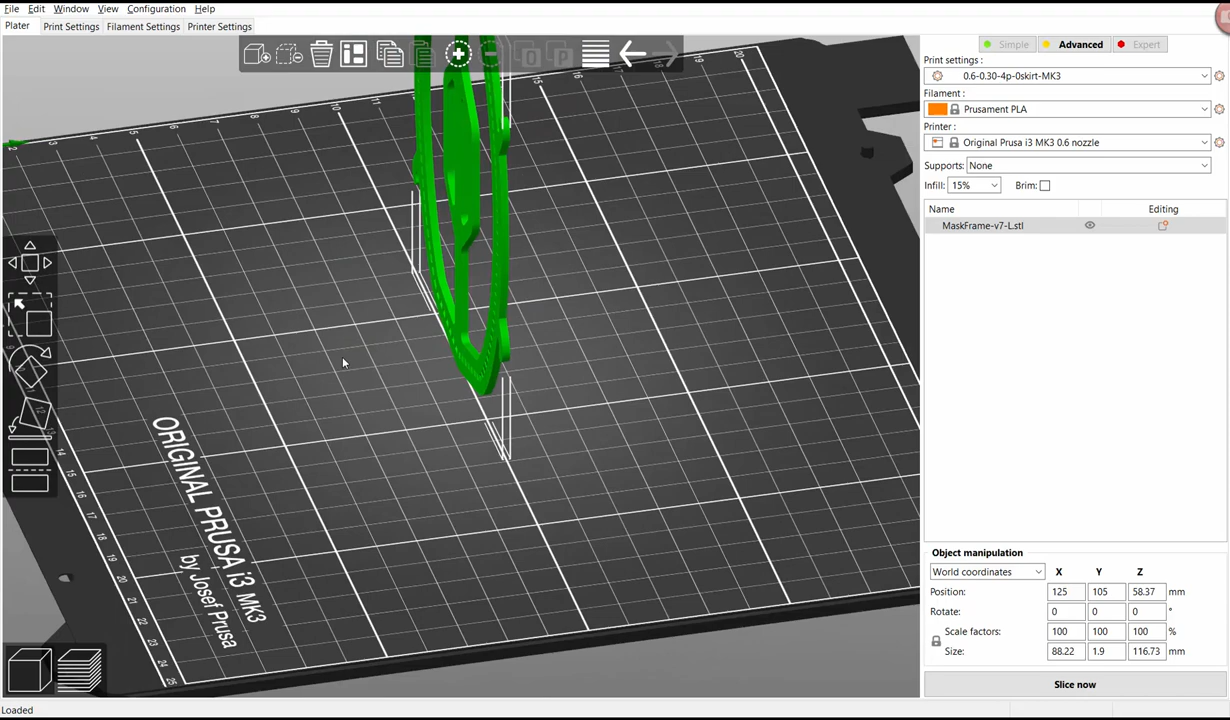 File Edit Window View Configuration Help
Plater Print Settings Filament Settings Printer Settings
Simple Advanced Expert
Print settings :
0.6-0.30-4p-0skirt-MK3
Filament :
Prusament PLA
Printer :
Original Prusa i3 MK3 0.6 nozzle
Supports: None
Infill: 15% Brim:
Name Editing
MaskFrame-v7-L.stl
ORIGINAL PRUSA i3 MK3
by Josef Prusa
Object manipulation
World coordinates X Y Z
Position: 125 105 58.37 mm
Rotate: 0 0 0 °
Scale factors: 100 100 100 %
Size: 88.22 1.9 116.73 mm
Slice now
Loaded